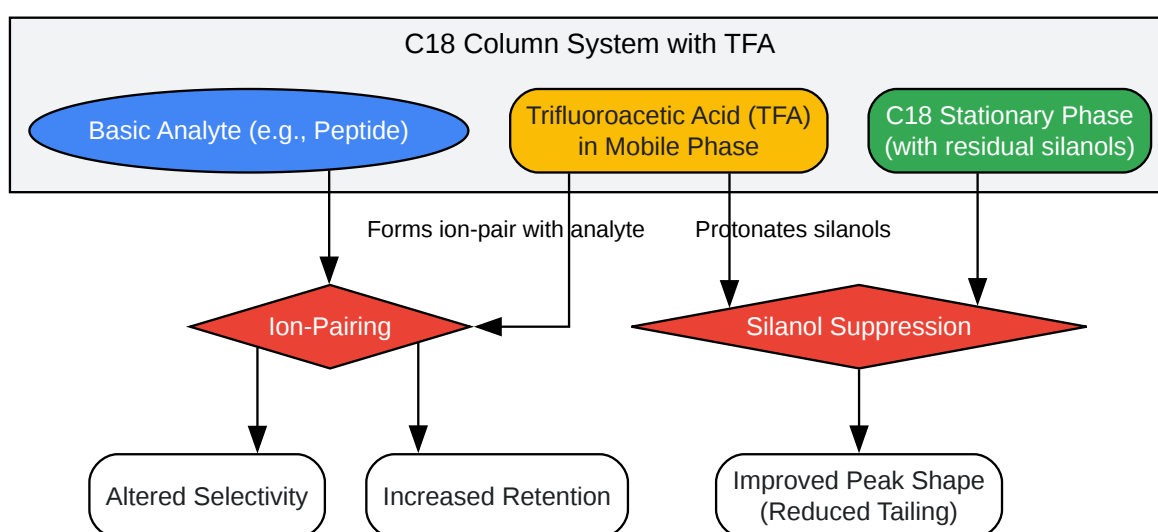 C18 Column System with TFA
Basic Analyte (e.g., Peptide)
Trifluoroacetic Acid (TFA)
in Mobile Phase
C18 Stationary Phase
(with residual silanols)
Forms ion-pair with analyte
Protonates silanols
Ion-Pairing
Silanol Suppression
Altered Selectivity
Increased Retention
Improved Peak Shape
(Reduced Tailing)